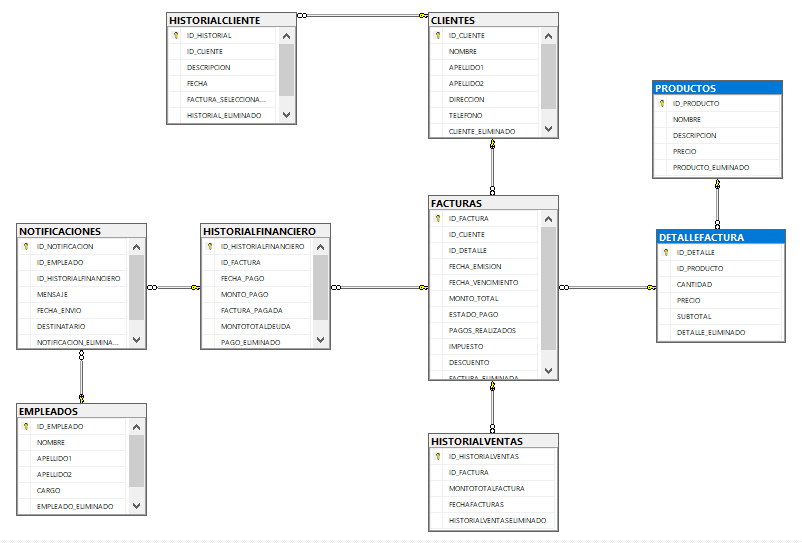 HISTORIALCLIENTE
ID_HISTORIAL
ID_CLIENTE
DESCRIPCION
FECHA
FACTURA_SELECCIONA...
HISTORIAL_ELIMINADO
CLIENTES
ID_CLIENTE
NOMBRE
APELLIDO1
APELLIDO2
DIRECCION
TELEFONO
CLIENTE_ELIMINADO
PRODUCTOS
ID_PRODUCTO
NOMBRE
DESCRIPCION
PRECIO
PRODUCTO_ELIMINADO
NOTIFICACIONES
ID_NOTIFICACION
ID_EMPLEADO
ID_HISTORIALFINANCIERO
MENSAJE
FECHA_ENVIO
DESTINATARIO
NOTIFICACION_ELIMINA...
HISTORIALFINANCIERO
ID_HISTORIALFINANCIERO
ID_FACTURA
FECHA_PAGO
MONTO_PAGO
FACTURA_PAGADA
MONTOTOTALDEUDA
PAGO_ELIMINADO
FACTURAS
ID_FACTURA
ID_CLIENTE
ID_DETALLE
FECHA_EMISION
FECHA_VENCIMIENTO
MONTO_TOTAL
ESTADO_PAGO
PAGOS_REALIZADOS
IMPUESTO
DESCUENTO
FACTURA_ELIMINADA
DETALLEFACTURA
ID_DETALLE
ID_PRODUCTO
CANTIDAD
PRECIO
SUBTOTAL
DETALLE_ELIMINADO
EMPLEADOS
ID_EMPLEADO
NOMBRE
APELLIDO1
APELLIDO2
CARGO
EMPLEADO_ELIMINADO
HISTORIALVENTAS
ID_HISTORIALVENTAS
ID_FACTURA
MONTOTOTALFACTURA
FECHAFACTURAS
HISTORIALVENTASELIMINADO